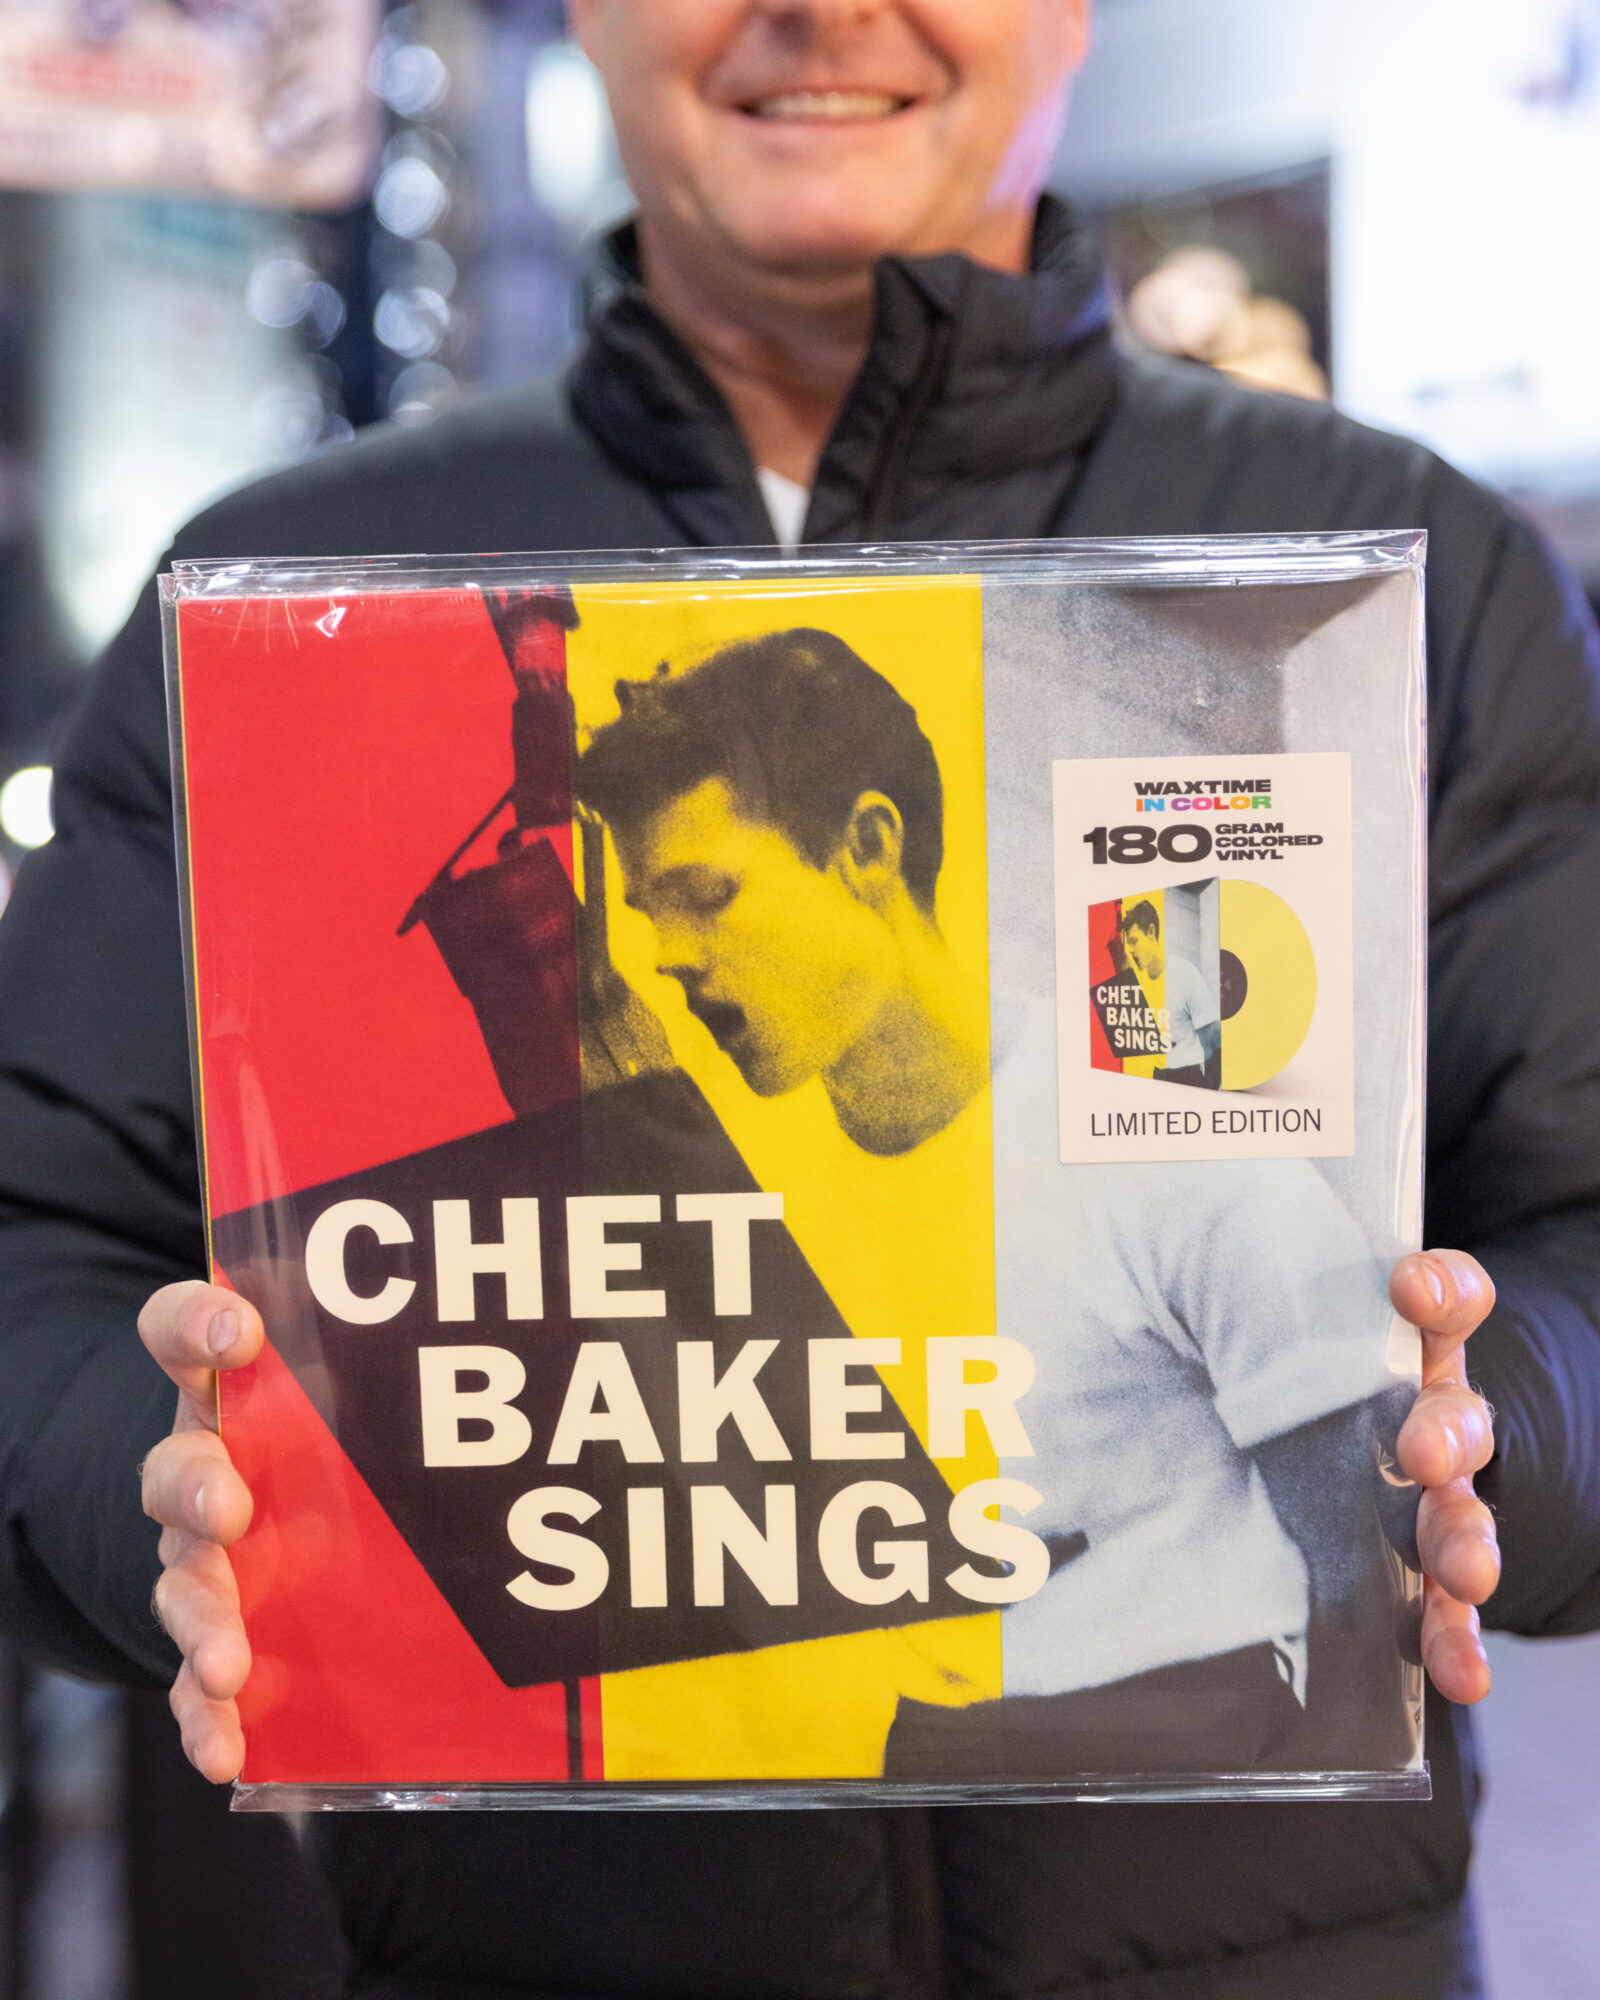 WAXTIME
IN COLOR
180 GRAM
COLORED
VINYL
CHET
BAKER
SINGS
LIMITED EDITION
CHET
BAKER
SINGS